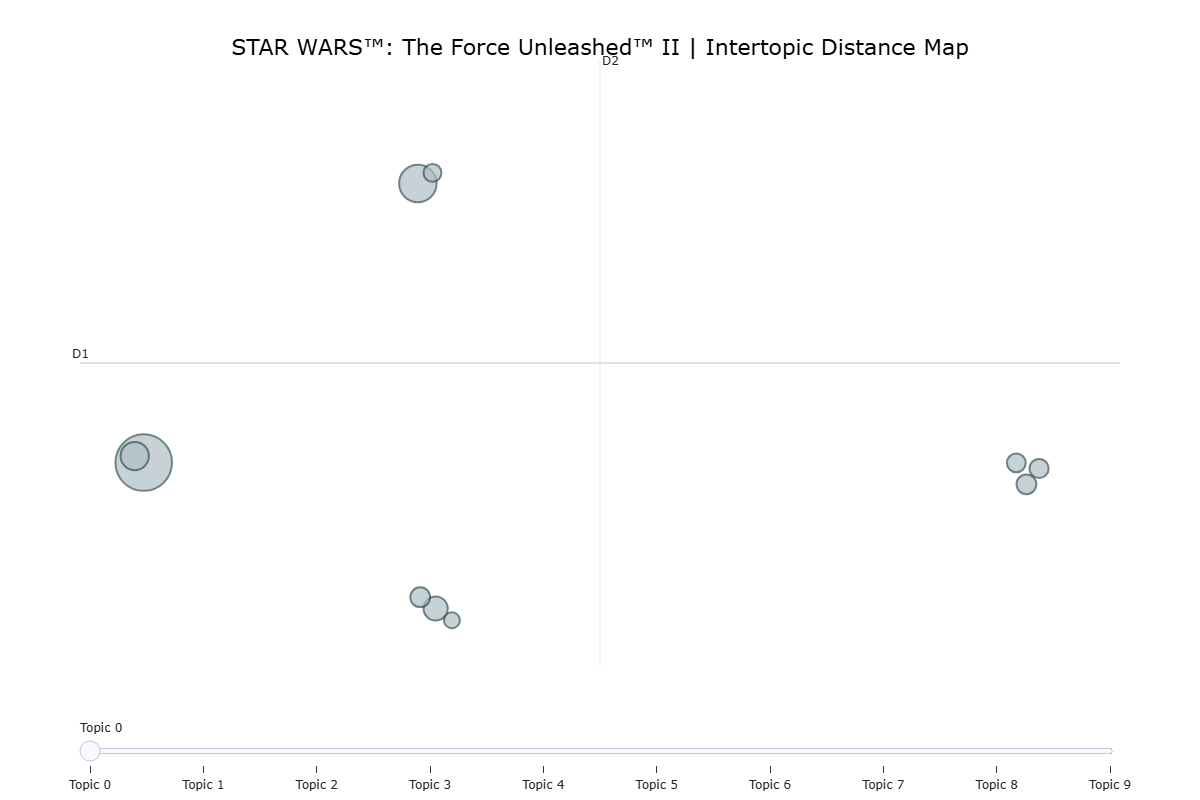 STAR WARS™: The Force Unleashed™ II | Intertopic Distance Map
D2
D1
Topic 0
Topic 0 Topic 1 Topic 2 Topic 3 Topic 4 Topic 5 Topic 6 Topic 7 Topic 8 Topic 9